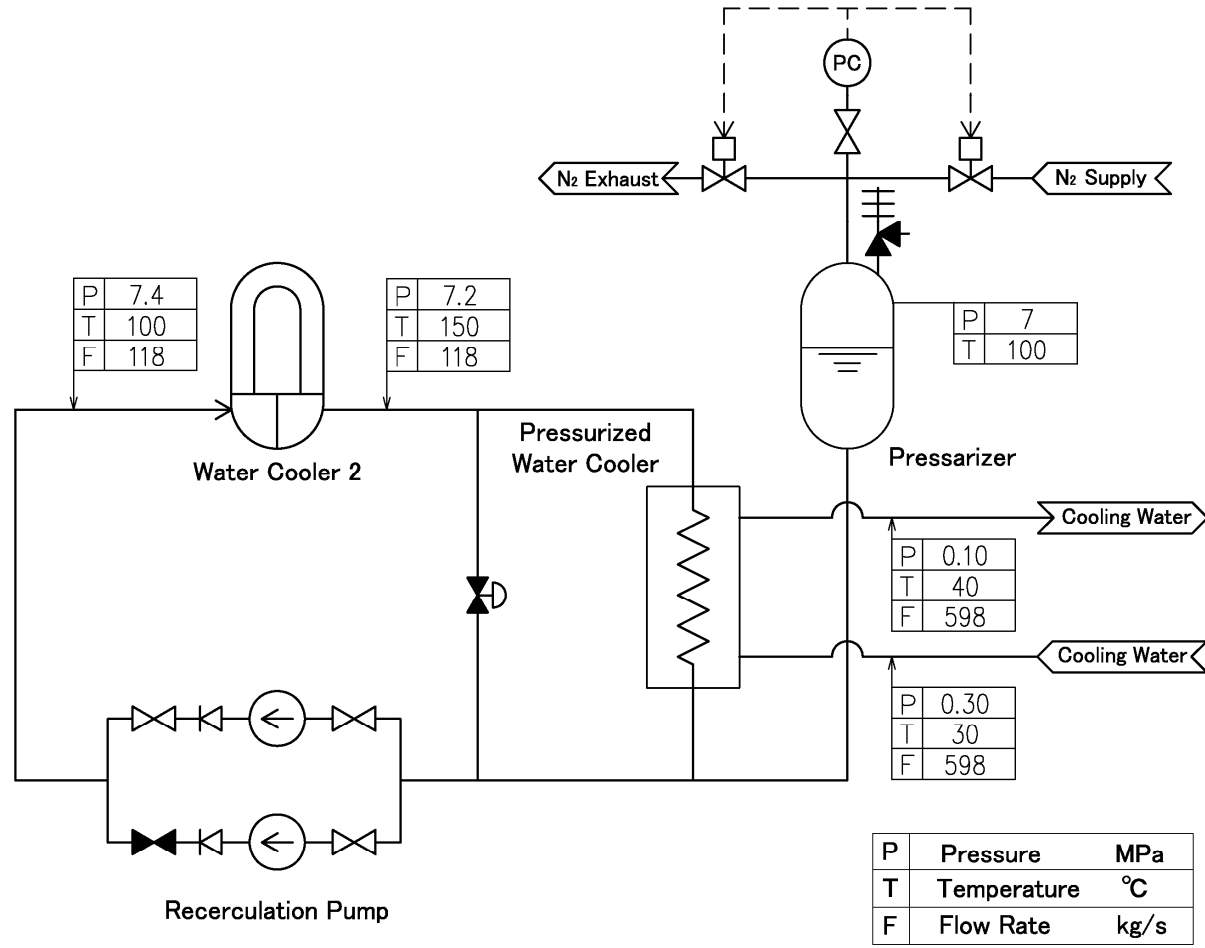 PC
N₂ Exhaust
N₂ Supply
P 7.4
T 100
F 118
P 7.2
T 150
F 118
P 7
T 100
Water Cooler 2
Pressurized
Water Cooler
Pressarizer
Cooling Water
P 0.10
T 40
F 598
Cooling Water
P 0.30
T 30
F 598
Recerculation Pump
P Pressure MPa
T Temperature ℃
F Flow Rate kg/s